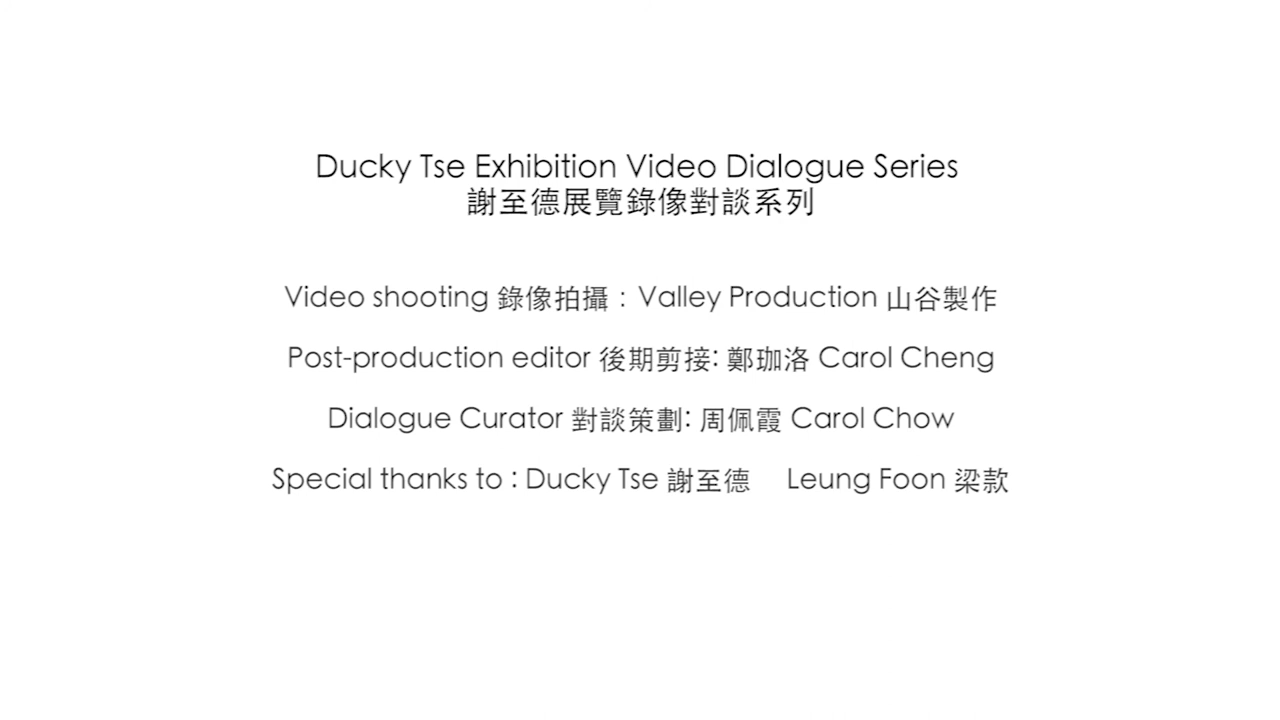 Ducky Tse Exhibition Video Dialogue Series
謝至德展覽錄像對談系列
Video shooting 錄像拍攝：Valley Production 山谷製作
Post-production editor 後期剪接: 鄭珈洛 Carol Cheng
Dialogue Curator 對談策劃: 周佩霞 Carol Chow
Special thanks to : Ducky Tse 謝至德 Leung Foon 梁款